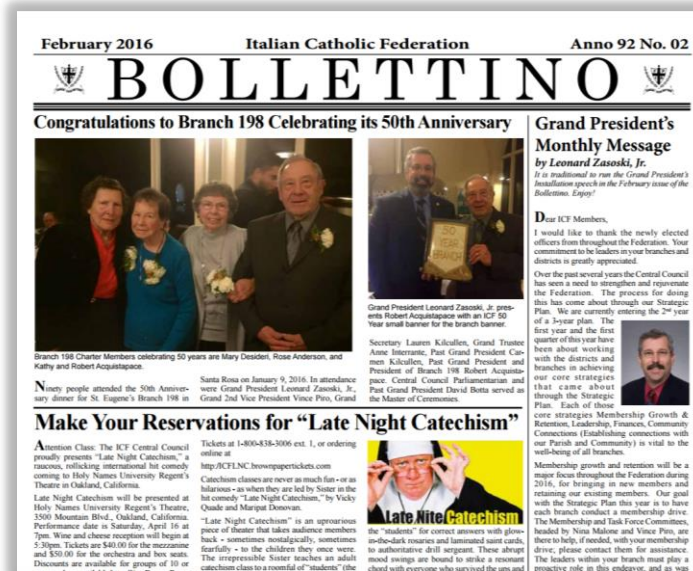 February 2016
Italian Catholic Federation
Anno 92 No. 02
BOLLETTINO
Congratulations to Branch 198 Celebrating its 50th Anniversary
Branch 198 Charter Members celebrating 50 years are Mary Desideri, Rose Anderson, and
Kathy and Robert Acquistapace.
50
YEAR
BRANCH
Grand President Leonard Zasoski, Jr. pres-
ents Robert Acquistapace with an ICF 50
Year small banner for the branch banner.
Ninety people attended the 50th Anniver-
sary dinner for St. Eugene's Branch 198 in
Santa Rosa on January 9, 2016. In attendance
were Grand President Leonard Zasoski, Jr.,
Grand 2nd Vice President Vince Piro, Grand
Secretary Lauren Kilcullen, Grand Trustee
Anne Interrante, Past Grand President Car-
men Kilcullen, Past Grand President and
President of Branch 198 Robert Acquista-
pace. Central Council Parliamentarian and
Past Grand President David Botta served as
the Master of Ceremonies.
Make Your Reservations for "Late Night Catechism"
Attention Class: The ICF Central Council
proudly presents "Late Night Catechism," a
raucous, rollicking international hit comedy
coming to Holy Names University Regent's
Theatre in Oakland, California.
Late Night Catechism will be presented at
Holy Names University Regent's Theatre,
3500 Mountain Blvd., Oakland, California.
Performance date is Saturday, April 16 at
7pm. Wine and cheese reception will begin at
5:30pm. Tickets are $40.00 for the mezzanine
and $50.00 for the orchestra and box seats.
Discounts are available for groups of 10 or
Tickets at 1-800-838-3006 ext. 1, or ordering
online at
http://ICFLNC.brownpapertickets.com
Catechism classes are never as much fun - or as
hilarious - as when they are led by Sister in the
hit comedy "Late Night Catechism," by Vicky
Quade and Maripat Donovan.
"Late Night Catechism" is an uproarious
piece of theater that takes audience members
back - sometimes nostalgically, sometimes
fearfully - to the children they once were.
The irrepressible Sister teaches an adult
catechism class to a roomful of "students" (the
Late Nite Catechism
the "students" for correct answers with glow-
in-the-dark rosaries and laminated saint cards,
to authoritative drill sergeant. These abrupt
mood swings are bound to strike a resonant
chord with everyone who survived the ups and
Grand President's
Monthly Message
by Leonard Zasoski, Jr.
It is traditional to run the Grand President's
Installation speech in the February issue of the
Bollettino. Enjoy!
Dear ICF Members,
I would like to thank the newly elected
officers from throughout the Federation. Your
commitment to be leaders in your branches and
districts is greatly appreciated.
Over the past several years the Central Council
has seen a need to strengthen and rejuvenate
the Federation. The process for doing
this has come about through our Strategic
Plan. We are currently entering the 2nd year
of a 3-year plan. The
first year and the first
quarter of this year have
been about working
with the districts and
branches in achieving
our core strategies
that came about
through the Strategic
Plan. Each of those
core strategies Membership Growth &
Retention, Leadership, Finances, Community
Connections (Establishing connections with
our Parish and Community) is vital to the
well-being of all branches.
Membership growth and retention will be a
major focus throughout the Federation during
2016, for bringing in new members and
retaining our existing members. Our goal
with the Strategic Plan this year is to have
each branch conduct a membership drive.
The Membership and Task Force Committees,
headed by Nina Malone and Vince Piro, are
there to help, if needed, with your membership
drive; please contact them for assistance.
The leaders within your branch must play a
proactive role in this endeavor, and as was